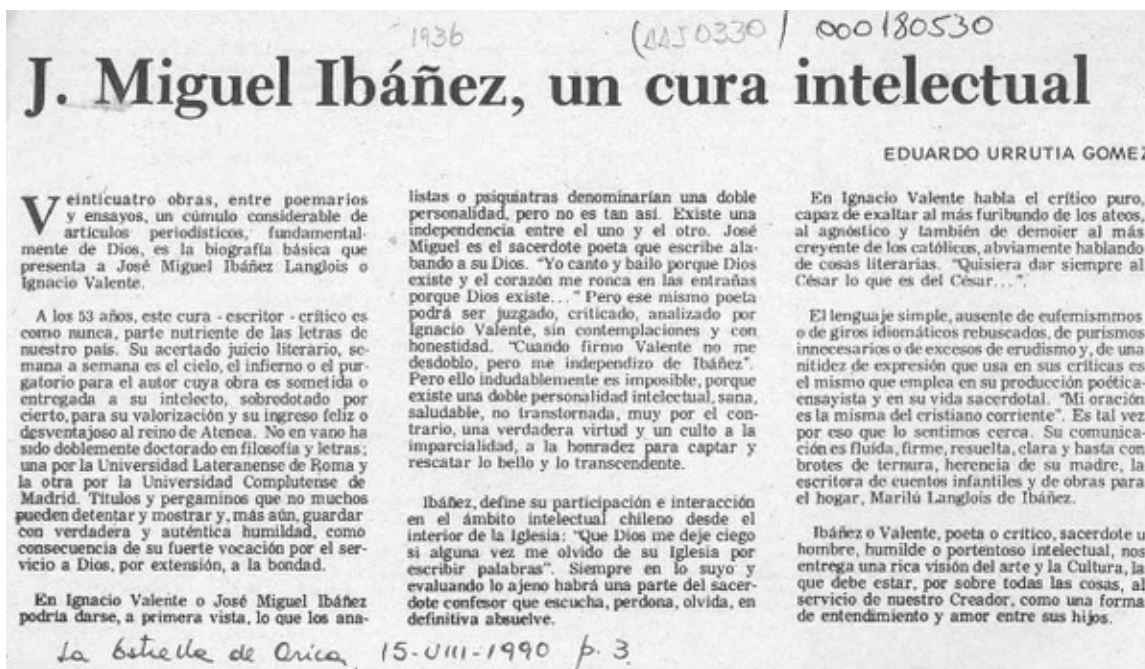 1936
(AAJ0330) 000180530
J. Miguel Ibáñez, un cura intelectual
EDUARDO URRUTIA GOMEZ
Veinticuatro obras, entre poemarios
y ensayos, un cúmulo considerable de
artículos periodísticos, fundamental-
mente de Dios, es la biografía básica que
presenta a José Miguel Ibáñez Langlois o
Ignacio Valente.
A los 53 años, este cura - escritor - crítico es
como nunca, parte nutriente de las letras de
nuestro país. Su acertado juicio literario, se-
mana a semana es el cielo, el infierno o el pur-
gatorio para el autor cuya obra es sometida o
entregada a su intelecto, sobredotado por
cierto, para su valorización y su ingreso feliz o
desventajoso al reino de Atenea. No en vano ha
sido doblemente doctorado en filosofía y letras;
una por la Universidad Lateranense de Roma y
la otra por la Universidad Complutense de
Madrid. Títulos y pergaminos que no muchos
pueden detentar y mostrar y, más aún, guardar
con verdadera y auténtica humildad, como
consecuencia de su fuerte vocación por el ser-
vicio a Dios, por extensión, a la bondad.
En Ignacio Valente o José Miguel Ibáñez
podría darse, a primera vista, lo que los ana-
listas o psiquiatras denominarían una doble
personalidad, pero no es tan así. Existe una
independencia entre el uno y el otro. José
Miguel es el sacerdote poeta que escribe ala-
bando a su Dios. "Yo canto y bailo porque Dios
existe y el corazón me ronca en las entrañas
porque Dios existe..." Pero ese mismo poeta
podrá ser juzgado, criticado, analizado por
Ignacio Valente, sin contemplaciones y con
honestidad. "Cuando firmo Valente no me
desdoblo, pero me independizo de Ibáñez".
Pero ello indudablemente es imposible, porque
existe una doble personalidad intelectual, sana,
saludable, no transtornada, muy por el con-
trario, una verdadera virtud y un culto a la
imparcialidad, a la honradez para captar y
rescatar lo bello y lo transcendente.
Ibáñez, define su participación e interacción
en el ámbito intelectual chileno desde el
interior de la Iglesia: "Que Dios me deje ciego
si alguna vez me olvido de su Iglesia por
escribir palabras". Siempre en lo suyo y
evaluando lo ajeno habrá una parte del sacer-
dote confesor que escucha, perdona, olvida, en
definitiva absuelve.
En Ignacio Valente habla el crítico puro,
capaz de exaltar al más furibundo de los ateos,
al agnóstico y también de demoler al más
creyente de los católicos, abviamente hablando
de cosas literarias. "Quisiera dar siempre al
César lo que es del César...".
El lenguaje simple, ausente de eufemismmos
o de giros idiomáticos rebuscados, de purismos
innecesarios o de excesos de erudismo y, de una
nitidez de expresión que usa en sus críticas es
el mismo que emplea en su producción poética,
ensayista y en su vida sacerdotal. "Mi oración
es la misma del cristiano corriente". Es tal vez
por eso que lo sentimos cerca. Su comunica-
ción es fluida, firme, resuelta, clara y hasta con
brotes de ternura, herencia de su madre, la
escritora de cuentos infantiles y de obras para
el hogar, Marilú Langlois de Ibáñez.
Ibáñez o Valente, poeta o crítico, sacerdote u
hombre, humilde o portentoso intelectual, nos
entrega una rica visión del arte y la Cultura, la
que debe estar, por sobre todas las cosas, al
servicio de nuestro Creador, como una forma
de entendimiento y amor entre sus hijos.
La Estrella de Arica 15-VIII-1990 p. 3